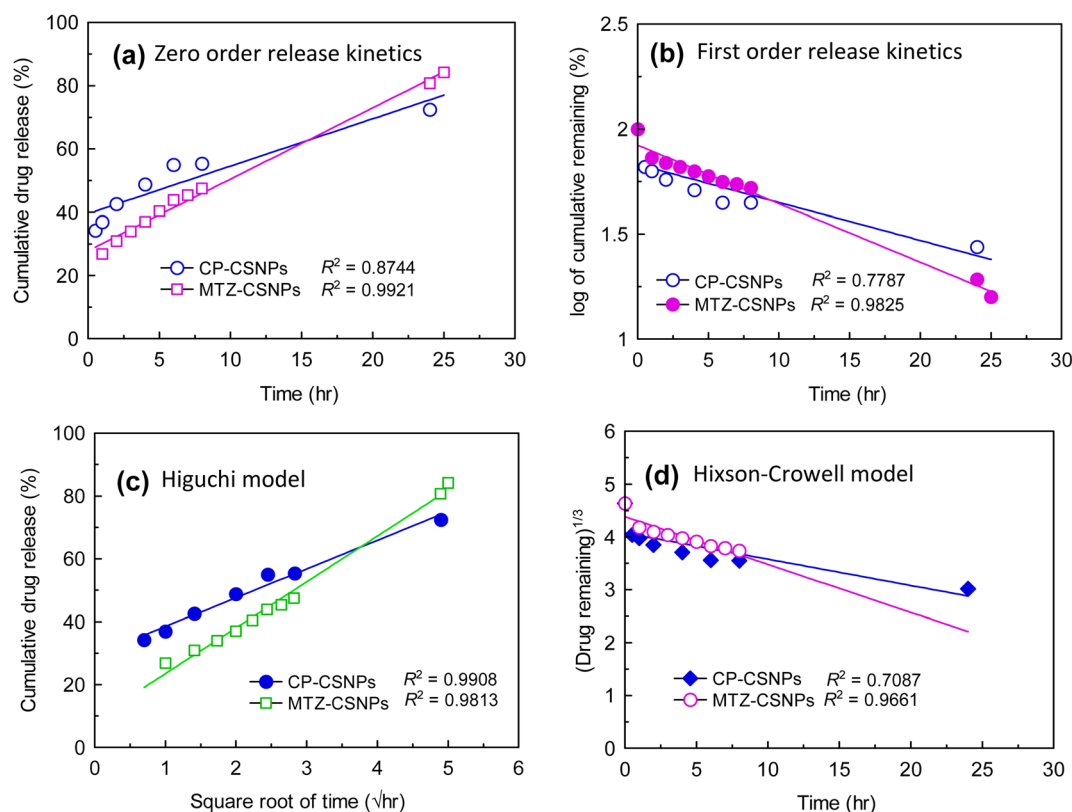 (a) Zero order release kinetics
Cumulative drug release (%)
100
80
60
40
20
0
CP-CSNPs R² = 0.8744
MTZ-CSNPs R² = 0.9921
0 5 10 15 20 25 30
Time (hr)
(b) First order release kinetics
log of cumulative remaining (%)
2.5
2
1.5
1
CP-CSNPs R² = 0.7787
MTZ-CSNPs R² = 0.9825
0 5 10 15 20 25 30
Time (hr)
(c) Higuchi model
Cumulative drug release (%)
100
80
60
40
20
0
CP-CSNPs R² = 0.9908
MTZ-CSNPs R² = 0.9813
0 1 2 3 4 5 6
Square root of time (√hr)
(d) Hixson-Crowell model
(Drug remaining)^1/3
6
5
4
3
2
1
0
CP-CSNPs R² = 0.7087
MTZ-CSNPs R² = 0.9661
0 5 10 15 20 25 30
Time (hr)